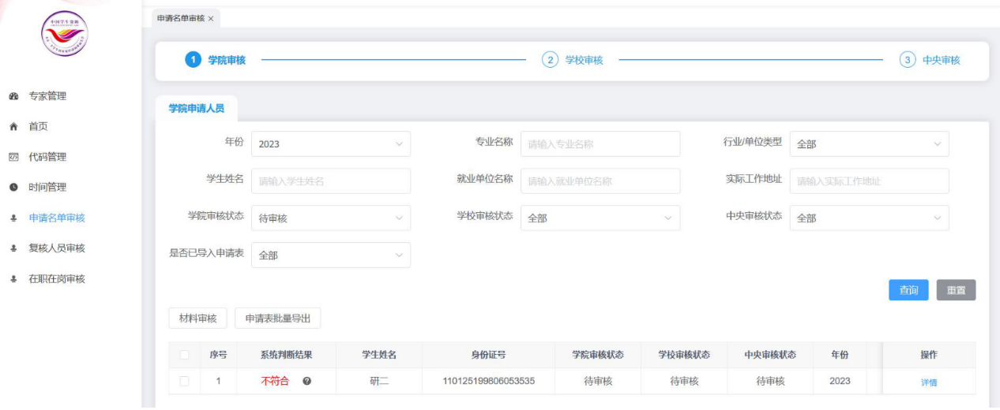 中国学生资助
申请名单审核 ×
1 学院审核
2 学校审核
3 中央审核
专家管理
首页
代码管理
时间管理
申请名单审核
复核人员审核
在职在岗审核
学院申请人员
年份 2023 专业名称 请输入专业名称 行业/单位类型 全部
学生姓名 请输入学生姓名 就业单位名称 请输入就业单位名称 实际工作地址 请输入实际工作地址
学院审核状态 待审核 学校审核状态 全部 中央审核状态 全部
是否已导入申请表 全部
查询 重置
材料审核 申请表批量导出
序号 系统判断结果 学生姓名 身份证号 学院审核状态 学校审核状态 中央审核状态 年份 操作
1 不符合 研二 110125199806053535 待审核 待审核 待审核 2023 详情